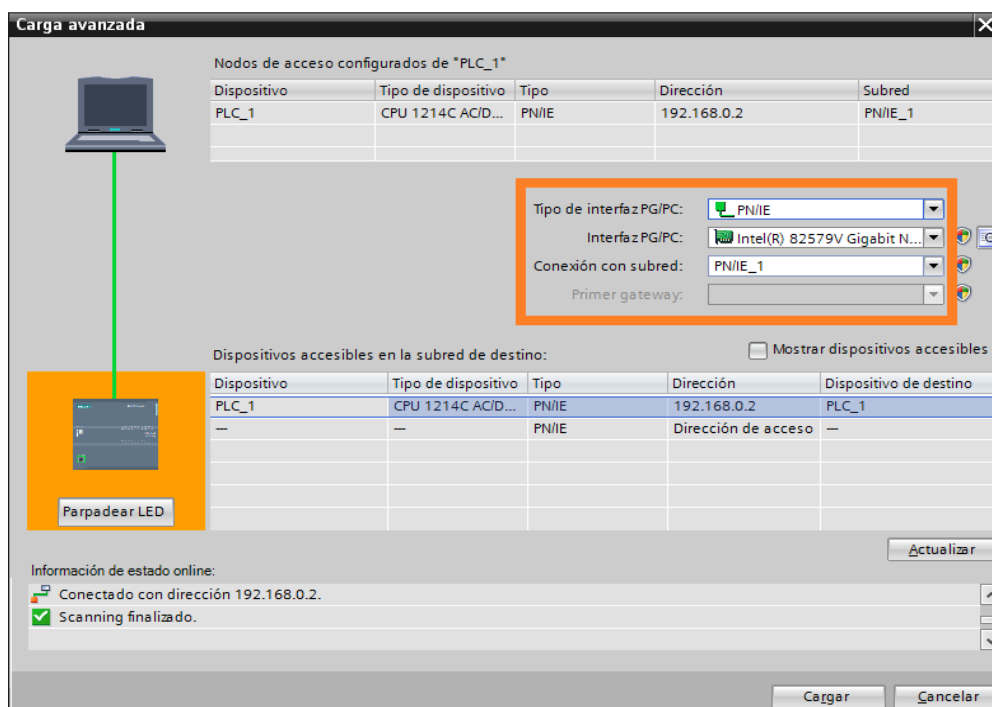 Carga avanzada
Nodos de acceso configurados de "PLC_1"
Dispositivo Tipo de dispositivo Tipo Dirección Subred
PLC_1 CPU 1214C AC/D... PN/IE 192.168.0.2 PN/IE_1
Tipo de interfaz PG/PC: PN/IE
Interfaz PG/PC: Intel(R) 82579V Gigabit N...
Conexión con subred: PN/IE_1
Primer gateway:
Dispositivos accesibles en la subred de destino:
Mostrar dispositivos accesibles
Dispositivo Tipo de dispositivo Tipo Dirección Dispositivo de destino
PLC_1 CPU 1214C AC/D... PN/IE 192.168.0.2 PLC_1
— — PN/IE Dirección de acceso —
Parpadear LED
Actualizar
Información de estado online:
Conectado con dirección 192.168.0.2.
Scanning finalizado.
Cargar Cancelar